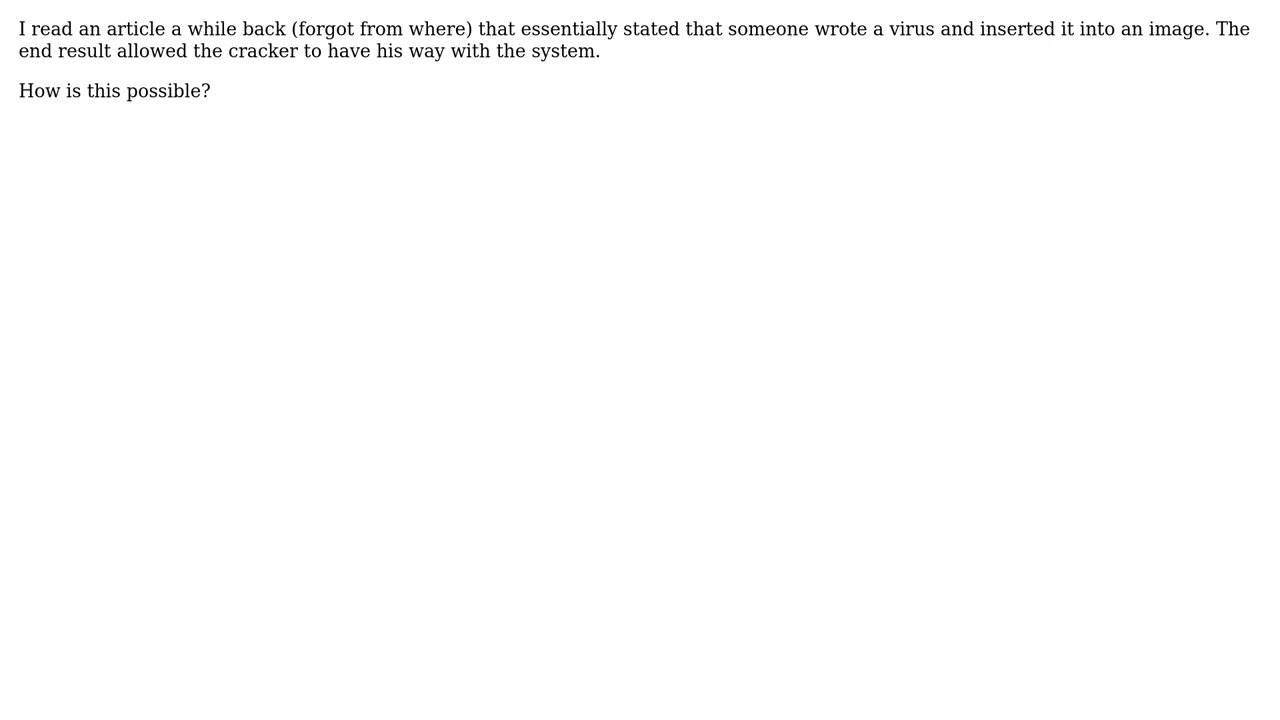 I read an article a while back (forgot from where) that essentially stated that someone wrote a virus and inserted it into an image. The
end result allowed the cracker to have his way with the system.
How is this possible?